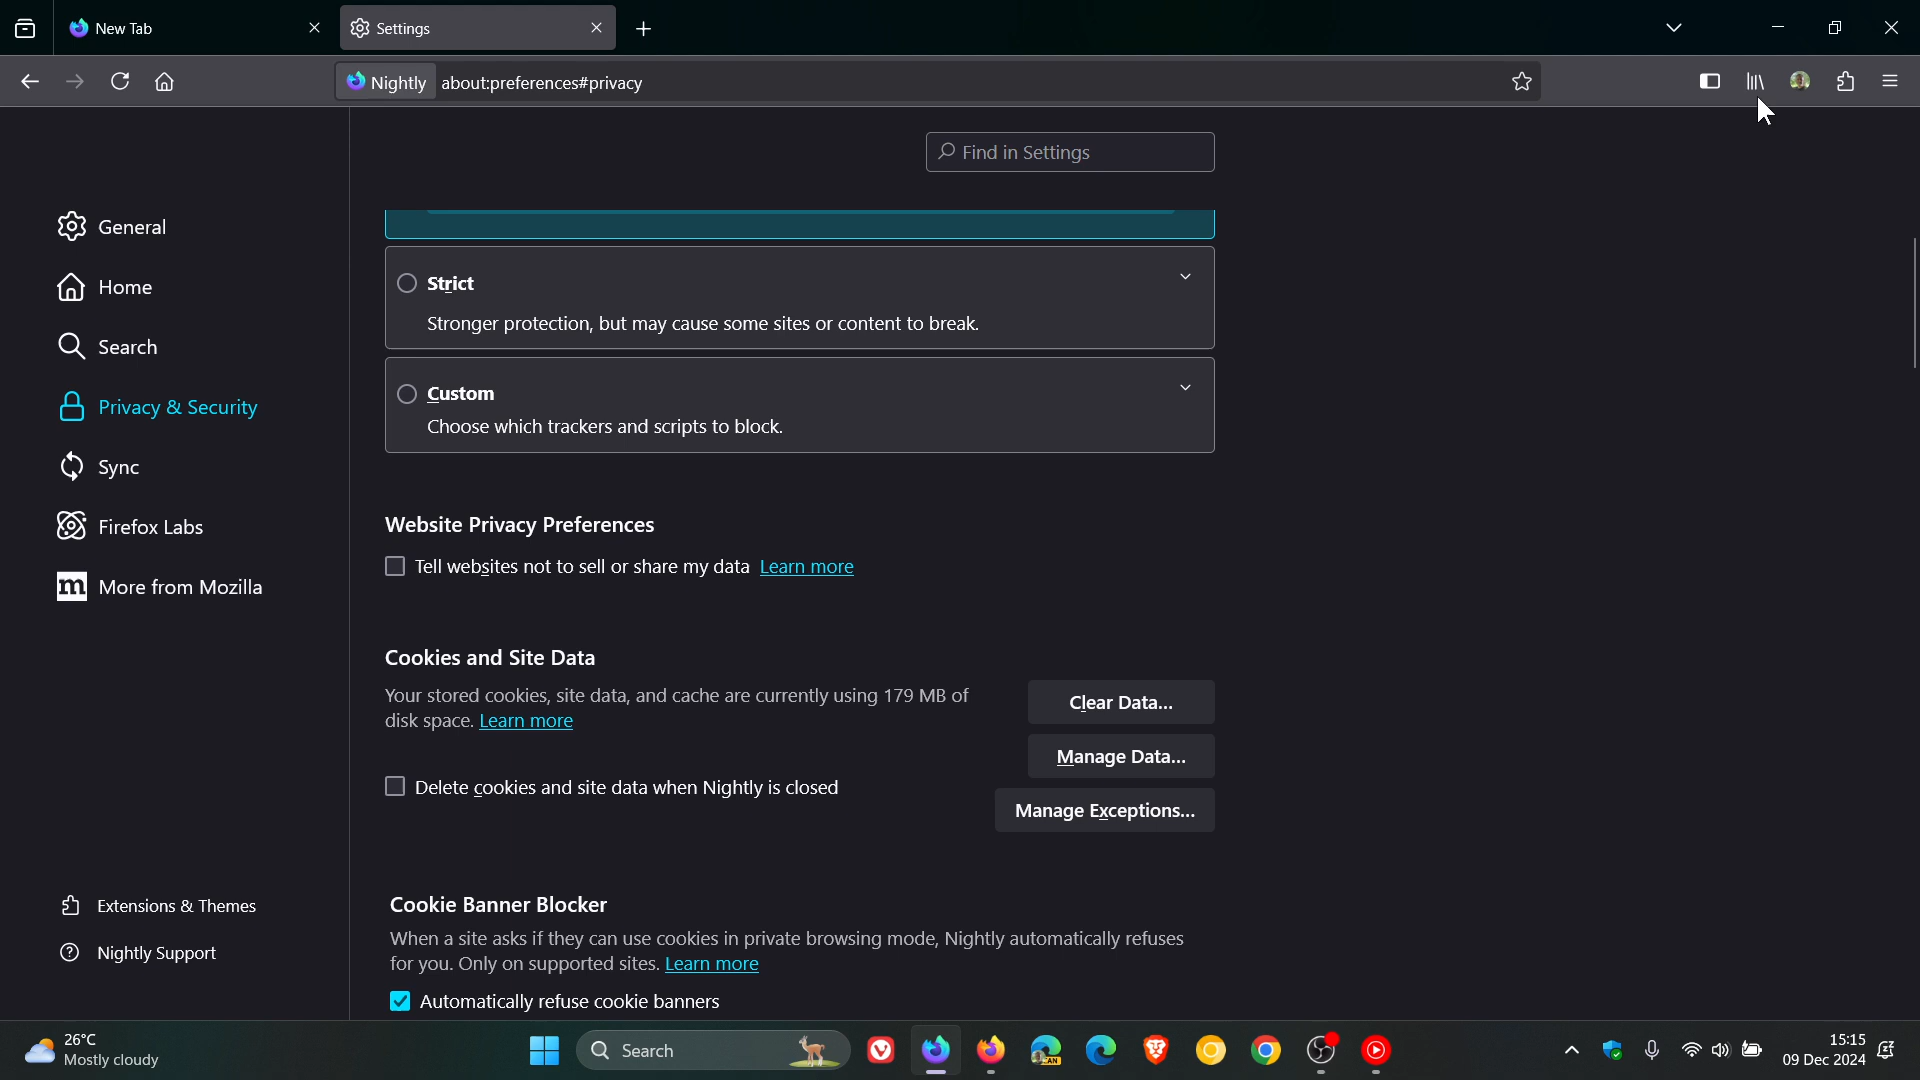 New Tab
Settings
Nightly about:preferences#privacy
Find in Settings
General
Home
Search
Privacy & Security
Sync
Firefox Labs
m More from Mozilla
Extensions & Themes
Nightly Support
Strict
Stronger protection, but may cause some sites or content to break.
Custom
Choose which trackers and scripts to block.
Website Privacy Preferences
Tell websites not to sell or share my data Learn more
Cookies and Site Data
Your stored cookies, site data, and cache are currently using 179 MB of
disk space. Learn more
Clear Data...
Manage Data...
Delete cookies and site data when Nightly is closed
Manage Exceptions...
Cookie Banner Blocker
When a site asks if they can use cookies in private browsing mode, Nightly automatically refuses
for you. Only on supported sites. Learn more
Automatically refuse cookie banners
26°C
Mostly cloudy
Search
CAN
15:15
09 Dec 2024